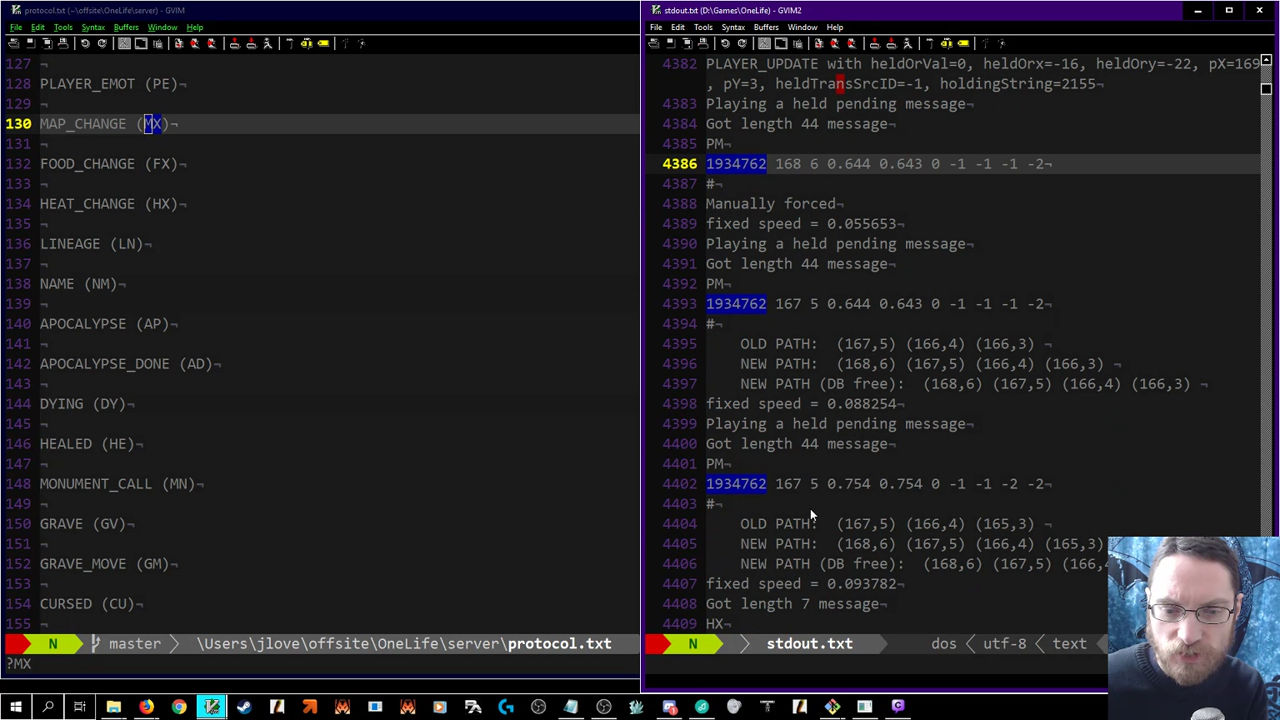 protocol.txt (~\offsite\OneLife\server) - GVIM
File Edit Tools Syntax Buffers Window Help
127 ¬
128 PLAYER_EMOT (PE)¬
129 ¬
130 MAP_CHANGE (MX)¬
131 ¬
132 FOOD_CHANGE (FX)¬
133 ¬
134 HEAT_CHANGE (HX)¬
135 ¬
136 LINEAGE (LN)¬
137 ¬
138 NAME (NM)¬
139 ¬
140 APOCALYPSE (AP)¬
141 ¬
142 APOCALYPSE_DONE (AD)¬
143 ¬
144 DYING (DY)¬
145 ¬
146 HEALED (HE)¬
147 ¬
148 MONUMENT_CALL (MN)¬
149 ¬
150 GRAVE (GV)¬
151 ¬
152 GRAVE_MOVE (GM)¬
153 ¬
154 CURSED (CU)¬
155 ¬
N master \Users\jlove\offsite\OneLife\server\protocol.txt
?MX
stdout.txt (D:\Games\OneLife) - GVIM2
File Edit Tools Syntax Buffers Window Help
4382 PLAYER_UPDATE with heldOrVal=0, heldOrx=-16, heldOry=-22, pX=169
, pY=3, heldTransSrcID=-1, holdingString=2155¬
4383 Playing a held pending message¬
4384 Got length 44 message¬
4385 PM¬
4386 1934762 168 6 0.644 0.643 0 -1 -1 -1 -2¬
4387 #¬
4388 Manually forced¬
4389 fixed speed = 0.055653¬
4390 Playing a held pending message¬
4391 Got length 44 message¬
4392 PM¬
4393 1934762 167 5 0.644 0.643 0 -1 -1 -1 -2¬
4394 #¬
4395 OLD PATH: (167,5) (166,4) (166,3) ¬
4396 NEW PATH: (168,6) (167,5) (166,4) (166,3) ¬
4397 NEW PATH (DB free): (168,6) (167,5) (166,4) (166,3) ¬
4398 fixed speed = 0.088254¬
4399 Playing a held pending message¬
4400 Got length 44 message¬
4401 PM¬
4402 1934762 167 5 0.754 0.754 0 -1 -1 -2 -2¬
4403 #¬
4404 OLD PATH: (167,5) (166,4) (165,3) ¬
4405 NEW PATH: (168,6) (167,5) (166,4) (165,3)
4406 NEW PATH (DB free): (168,6) (167,5) (166,4
4407 fixed speed = 0.093782¬
4408 Got length 7 message¬
4409 HX¬
N stdout.txt dos utf-8 text